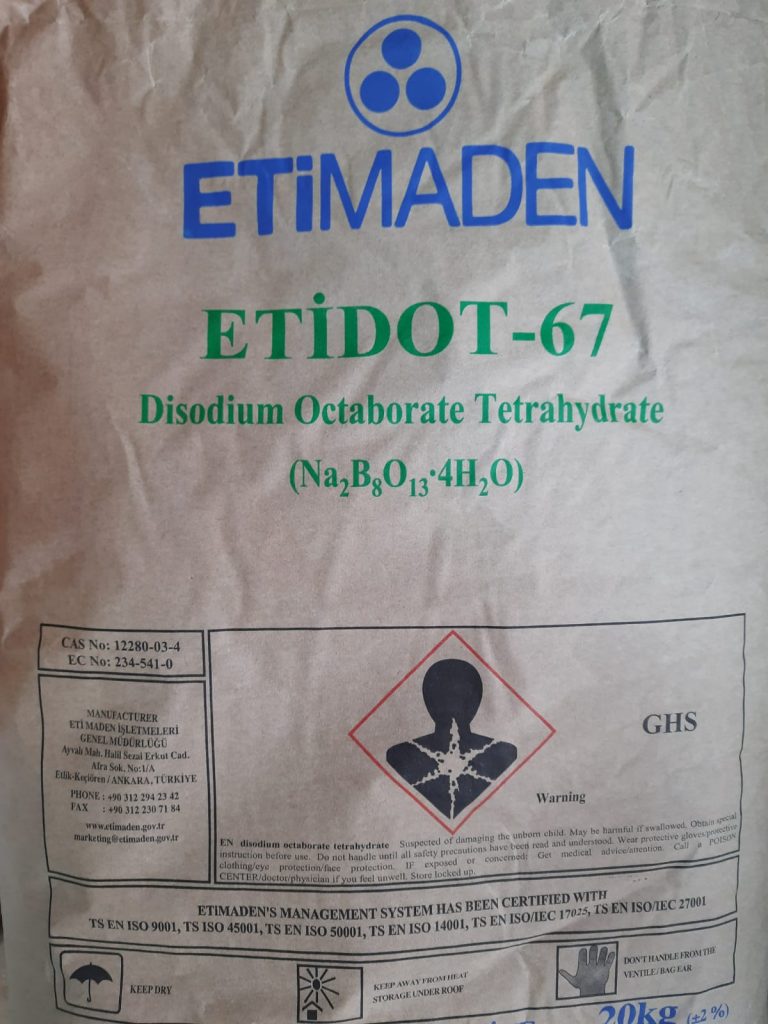 ETiMADEN
ETİDOT-67
Disodium Octaborate Tetrahydrate
(Na₂B₈O₁₃·4H₂O)
CAS No: 12280-03-4
EC No: 234-541-0
MANUFACTURER
ETİ MADEN İŞLETMELERİ
GENEL MÜDÜRLÜĞÜ
Ayvalı Mah. Halil Sezai Erkut Cad.
Afra Sok. No:1/A
Etlik-Keçiören / ANKARA, TÜRKİYE
PHONE : +90 312 294 23 42
FAX : +90 312 230 71 84
www.etimaden.gov.tr
marketing@etimaden.gov.tr
GHS
Warning
EN disodium octaborate tetrahydrate Suspected of damaging the unborn child. May be harmful if swallowed. Obtain special
instruction before use. Do not handle until all safety precautions have been read and understood. Wear protective gloves/protective
clothing/eye protection/face protection. IF exposed or concerned: Get medical advice/attention. Call a POISON
CENTER/doctor/physician if you feel unwell. Store locked up.
ETiMADEN'S MANAGEMENT SYSTEM HAS BEEN CERTIFIED WITH
TS EN ISO 9001, TS ISO 45001, TS EN ISO 50001, TS EN ISO 14001, TS EN ISO/IEC 17025, TS EN ISO/IEC 27001
KEEP DRY
KEEP AWAY FROM HEAT
STORAGE UNDER ROOF
DON'T HANDLE FROM THE
VENTILE / BAG EAR
20kg (±2 %)